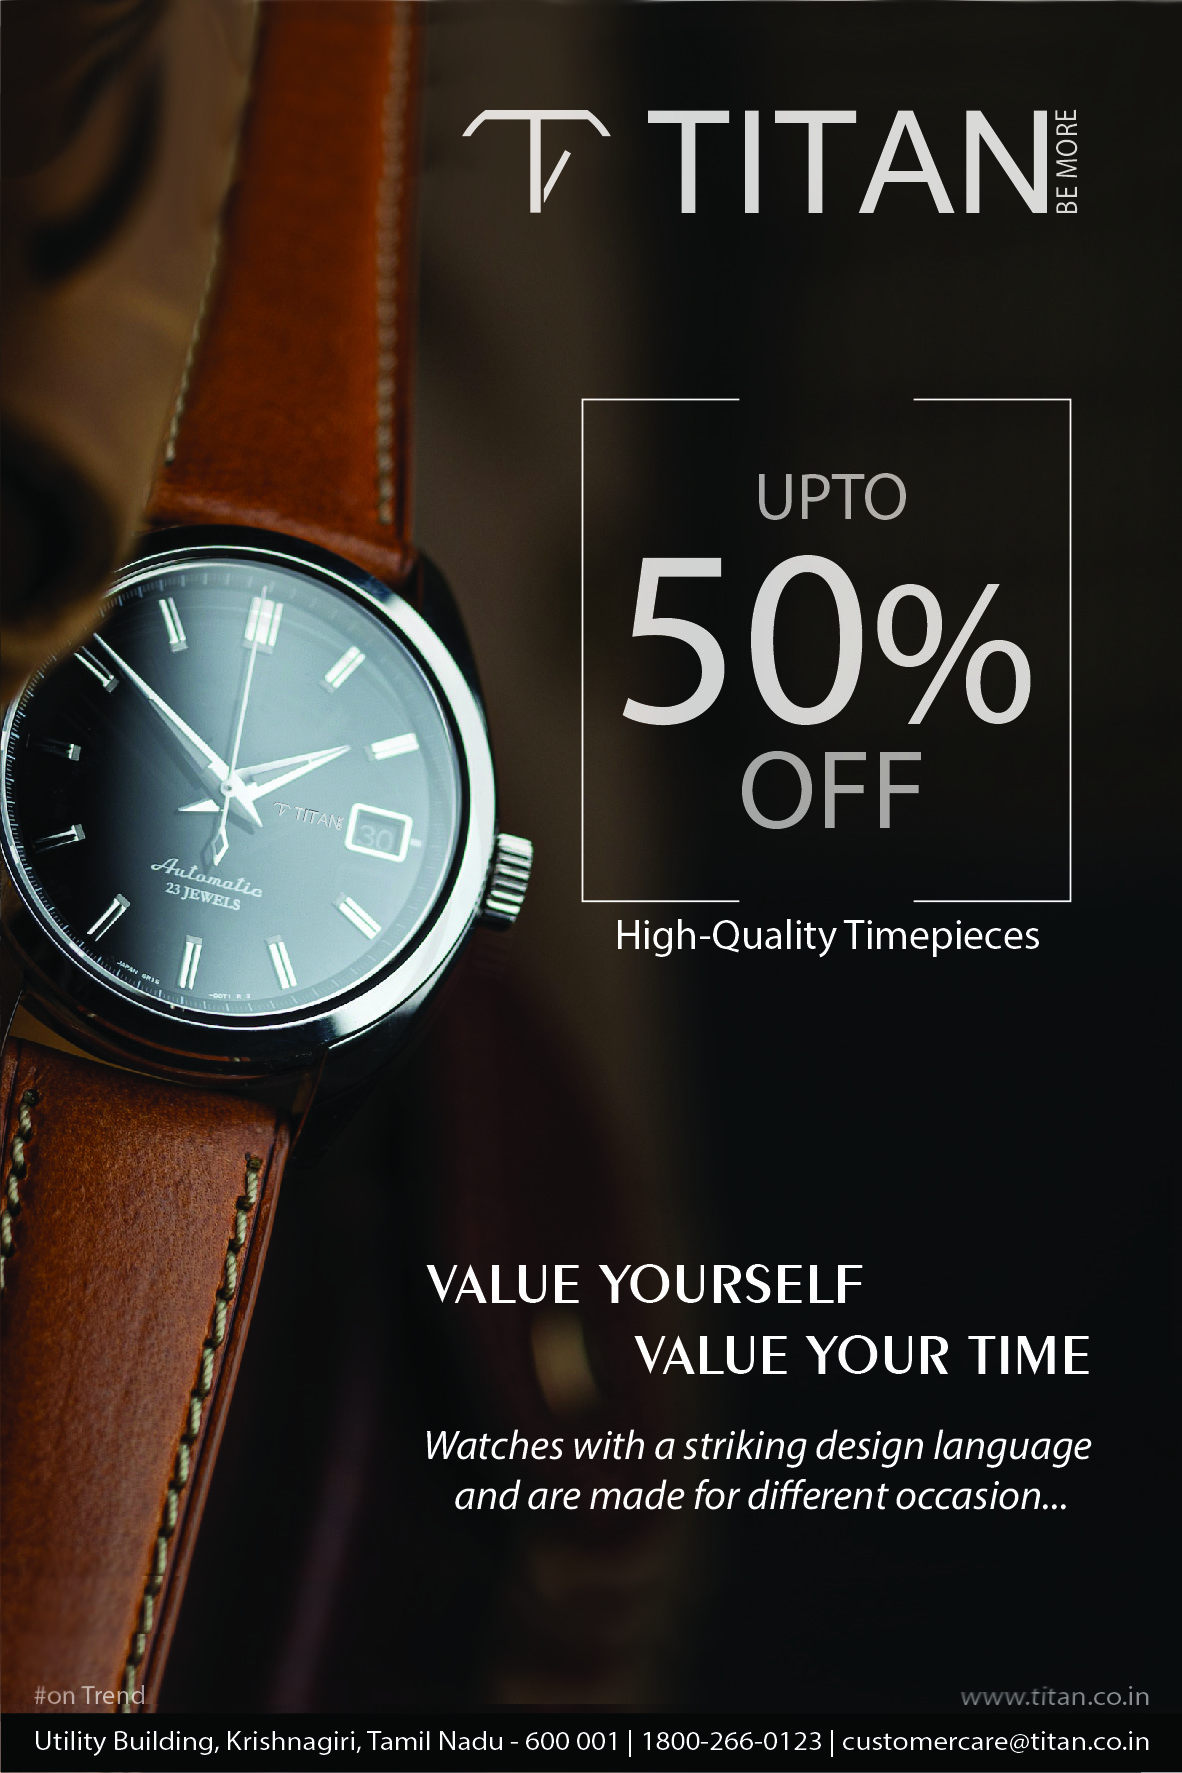 TITAN
BE MORE
UPTO
50%
OFF
TITAN
30
Automatic
23 JEWELS
High-Quality Timepieces
VALUE YOURSELF
VALUE YOUR TIME
Watches with a striking design language
and are made for different occasion...
#on Trend
www.titan.co.in
Utility Building, Krishnagiri, Tamil Nadu - 600 001 | 1800-266-0123 | customercare@titan.co.in